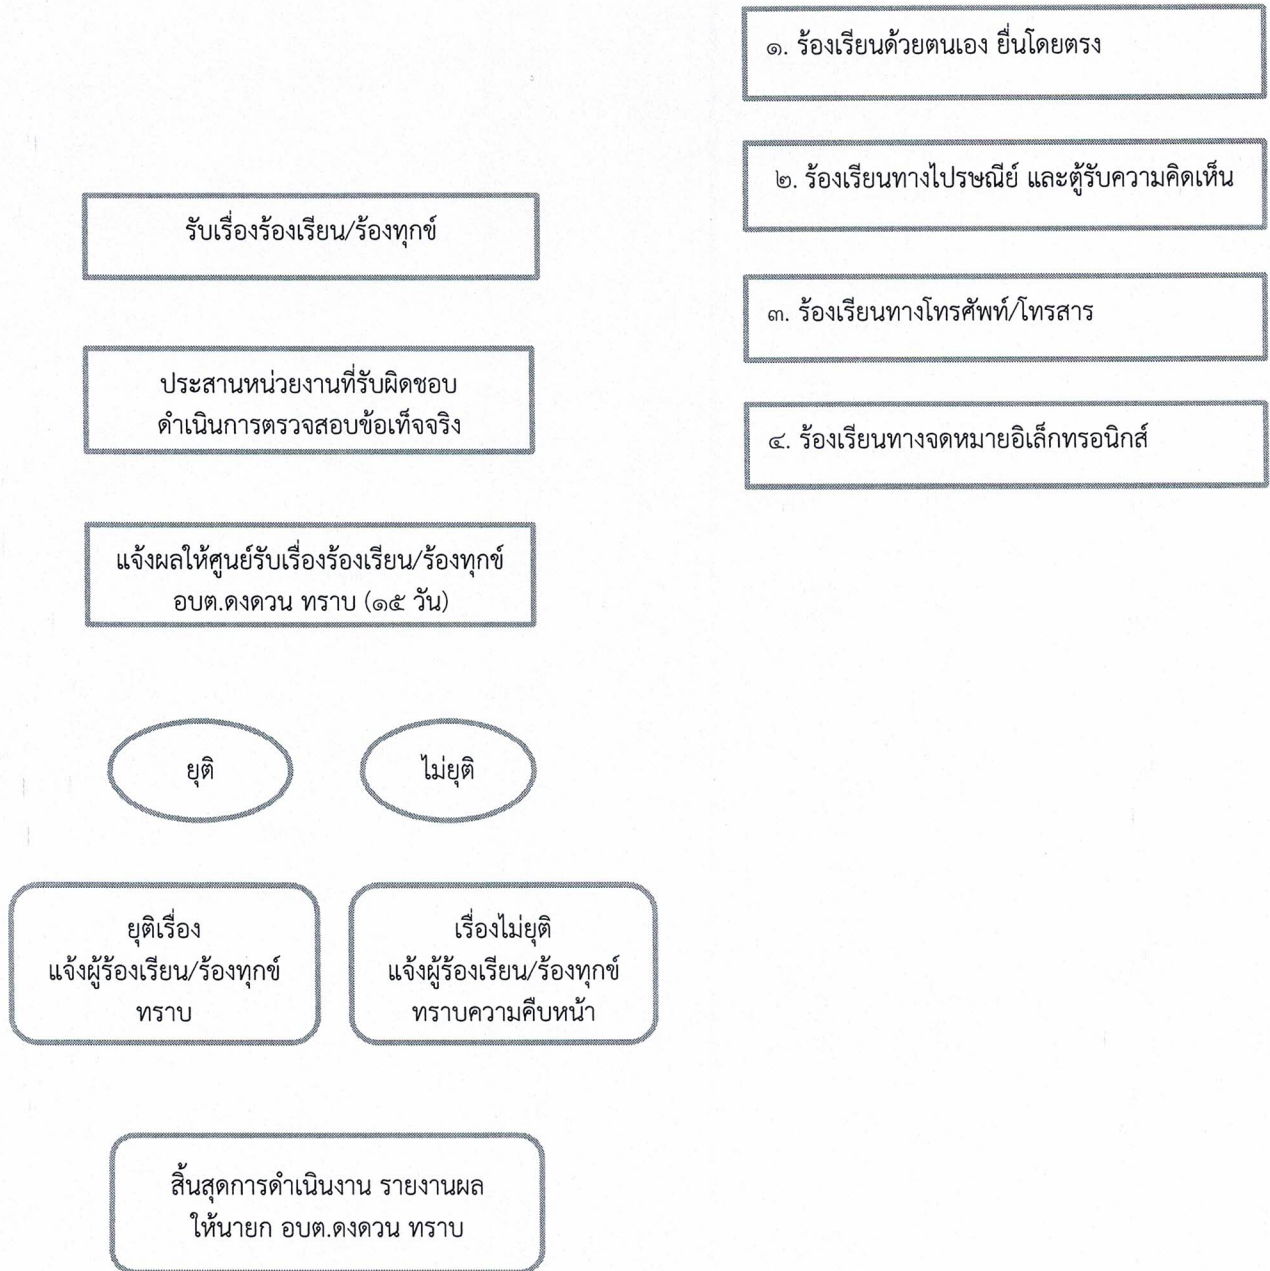 ๑. ร้องเรียนด้วยตนเอง ยื่นโดยตรง
๒. ร้องเรียนทางไปรษณีย์ และตู้รับความคิดเห็น
๓. ร้องเรียนทางโทรศัพท์/โทรสาร
๔. ร้องเรียนทางจดหมายอิเล็กทรอนิกส์
รับเรื่องร้องเรียน/ร้องทุกข์
ประสานหน่วยงานที่รับผิดชอบ
ดำเนินการตรวจสอบข้อเท็จจริง
แจ้งผลให้ศูนย์รับเรื่องร้องเรียน/ร้องทุกข์
อบต.ดงดวน ทราบ (๑๕ วัน)
ยุติ
ไม่ยุติ
ยุติเรื่อง
แจ้งผู้ร้องเรียน/ร้องทุกข์
ทราบ
เรื่องไม่ยุติ
แจ้งผู้ร้องเรียน/ร้องทุกข์
ทราบความคืบหน้า
สิ้นสุดการดำเนินงาน รายงานผล
ให้นายก อบต.ดงดวน ทราบ